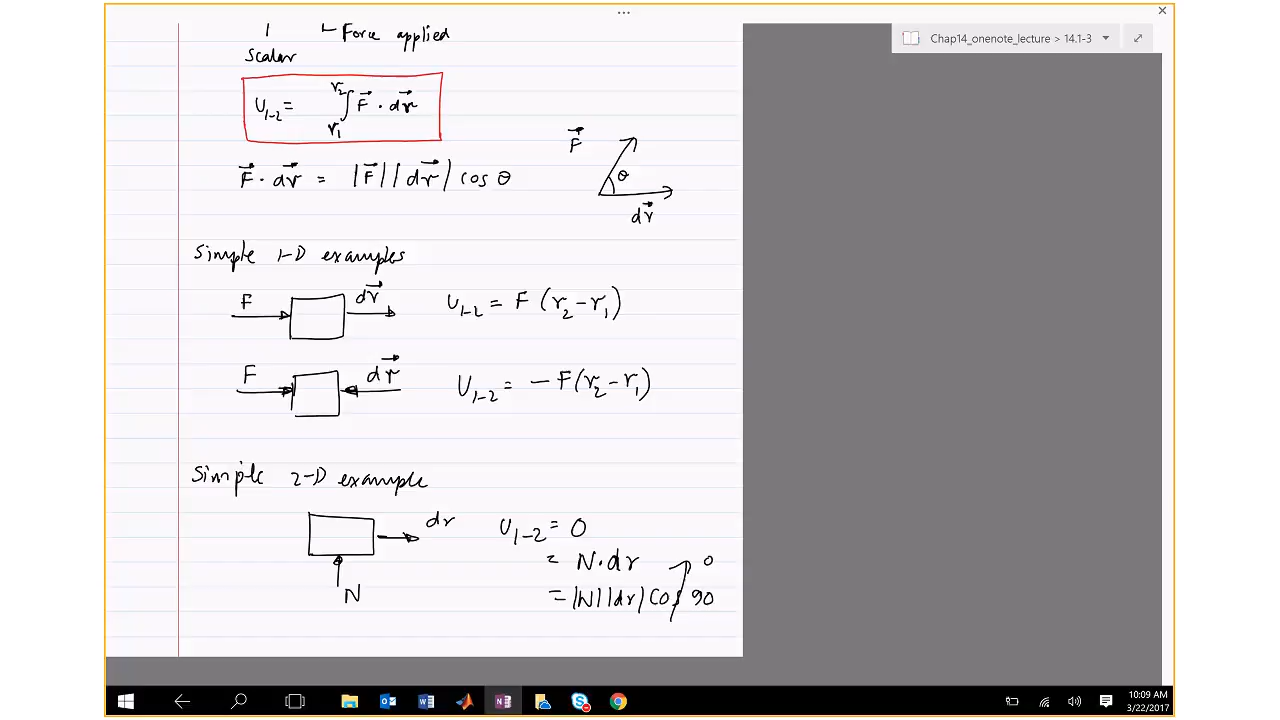 ...
Chap14_onenote_lecture > 14.1-3
Force applied
Scalar
U₁₋₂ = ∫ r₁ r₂ F⃗ · dr⃗
F⃗ · dr⃗ = |F⃗| |dr⃗| cos θ
F⃗
θ
dr⃗
Simple 1-D examples
F dr⃗ U₁₋₂ = F (r₂ - r₁)
F dr⃗ U₁₋₂ = - F(r₂ - r₁)
Simple 2-D example
dr U₁₋₂ = 0
= N · dr 0
N = |N| |dr| Cos 90
10:09 AM
3/22/2017